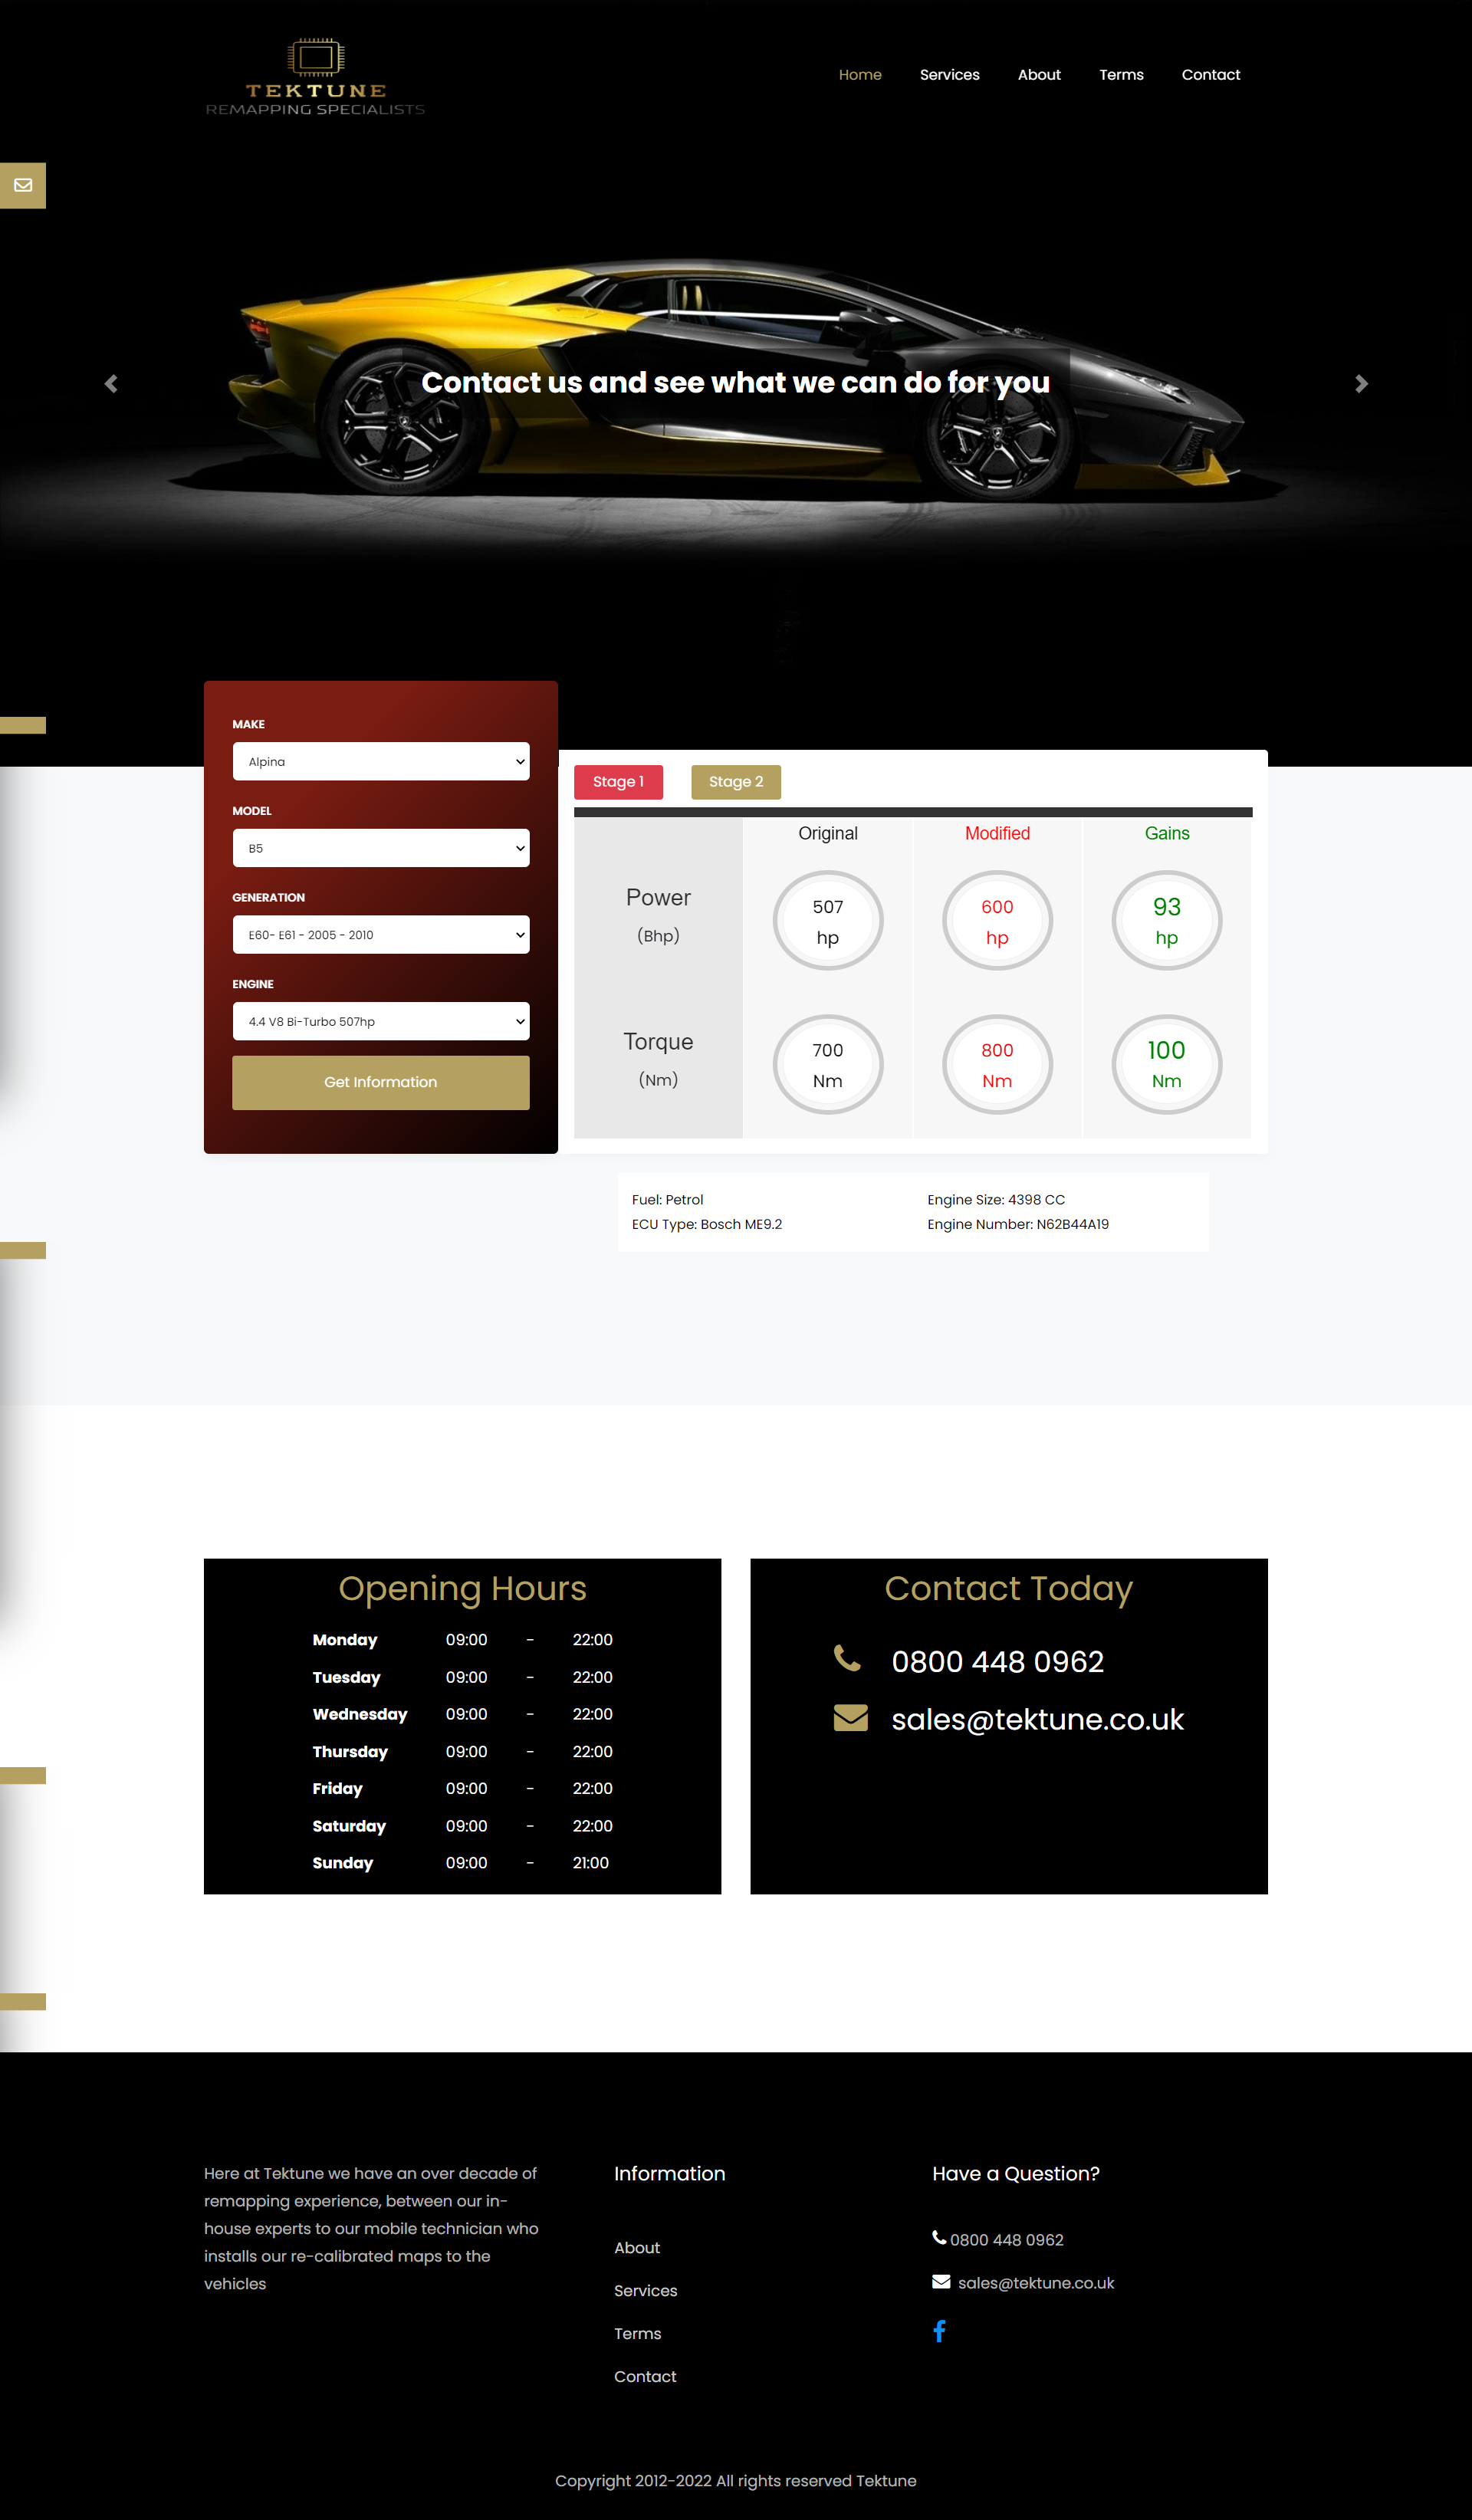 TEKTUNE
REMAPPING SPECIALISTS
Home Services About Terms Contact
Contact us and see what we can do for you
MAKE
Alpina
MODEL
B5
GENERATION
E60- E61 - 2005 - 2010
ENGINE
4.4 V8 Bi-Turbo 507hp
Get Information
Stage 1 Stage 2
Original Modified Gains
Power
(Bhp)
507 hp
600 hp
93 hp
Torque
(Nm)
700 Nm
800 Nm
100 Nm
Fuel: Petrol
Engine Size: 4398 CC
ECU Type: Bosch ME9.2
Engine Number: N62B44A19
Opening Hours
Monday 09:00 - 22:00
Tuesday 09:00 - 22:00
Wednesday 09:00 - 22:00
Thursday 09:00 - 22:00
Friday 09:00 - 22:00
Saturday 09:00 - 22:00
Sunday 09:00 - 21:00
Contact Today
0800 448 0962
sales@tektune.co.uk
Here at Tektune we have an over decade of
remapping experience, between our in-
house experts to our mobile technician who
installs our re-calibrated maps to the
vehicles
Information
About
Services
Terms
Contact
Have a Question?
0800 448 0962
sales@tektune.co.uk
Copyright 2012-2022 All rights reserved Tektune